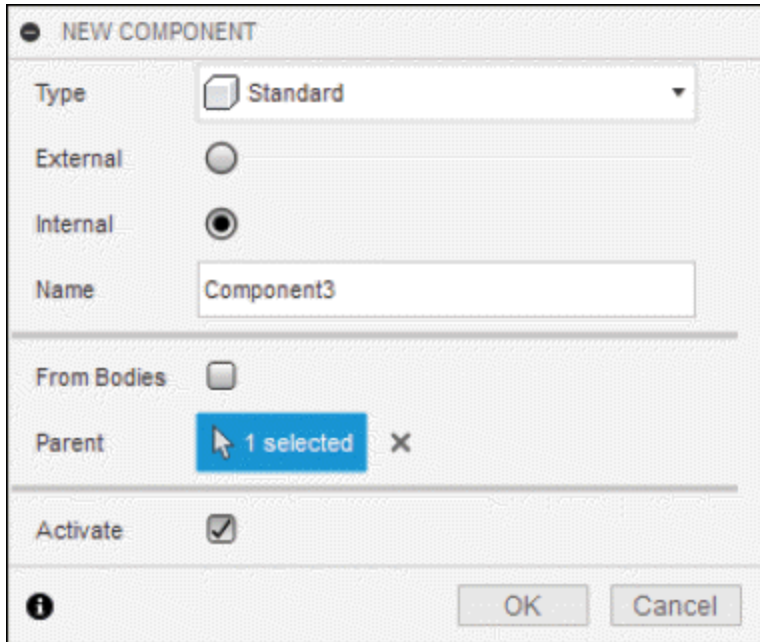 NEW COMPONENT
Type Standard
External
Internal
Name Component3
From Bodies
Parent 1 selected
Activate
OK Cancel